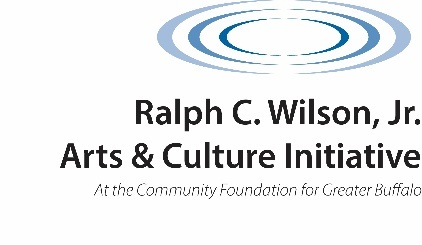 Ralph C. Wilson, Jr.
Arts & Culture Initiative
At the Community Foundation for Greater Buffalo